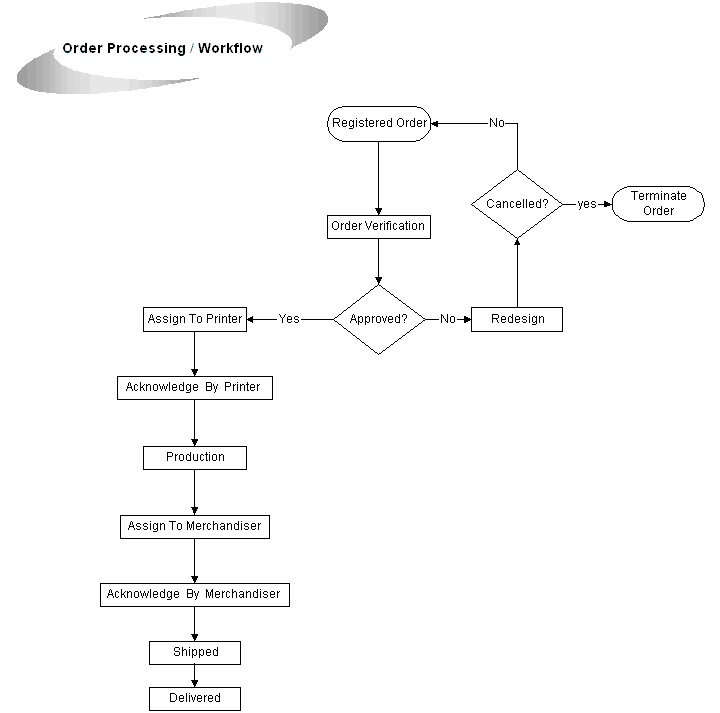 Order Processing / Workflow
Registered Order
No
Cancelled?
yes
Terminate
Order
Order Verification
Assign To Printer
Yes
Approved?
No
Redesign
Acknowledge By Printer
Production
Assign To Merchandiser
Acknowledge By Merchandiser
Shipped
Delivered